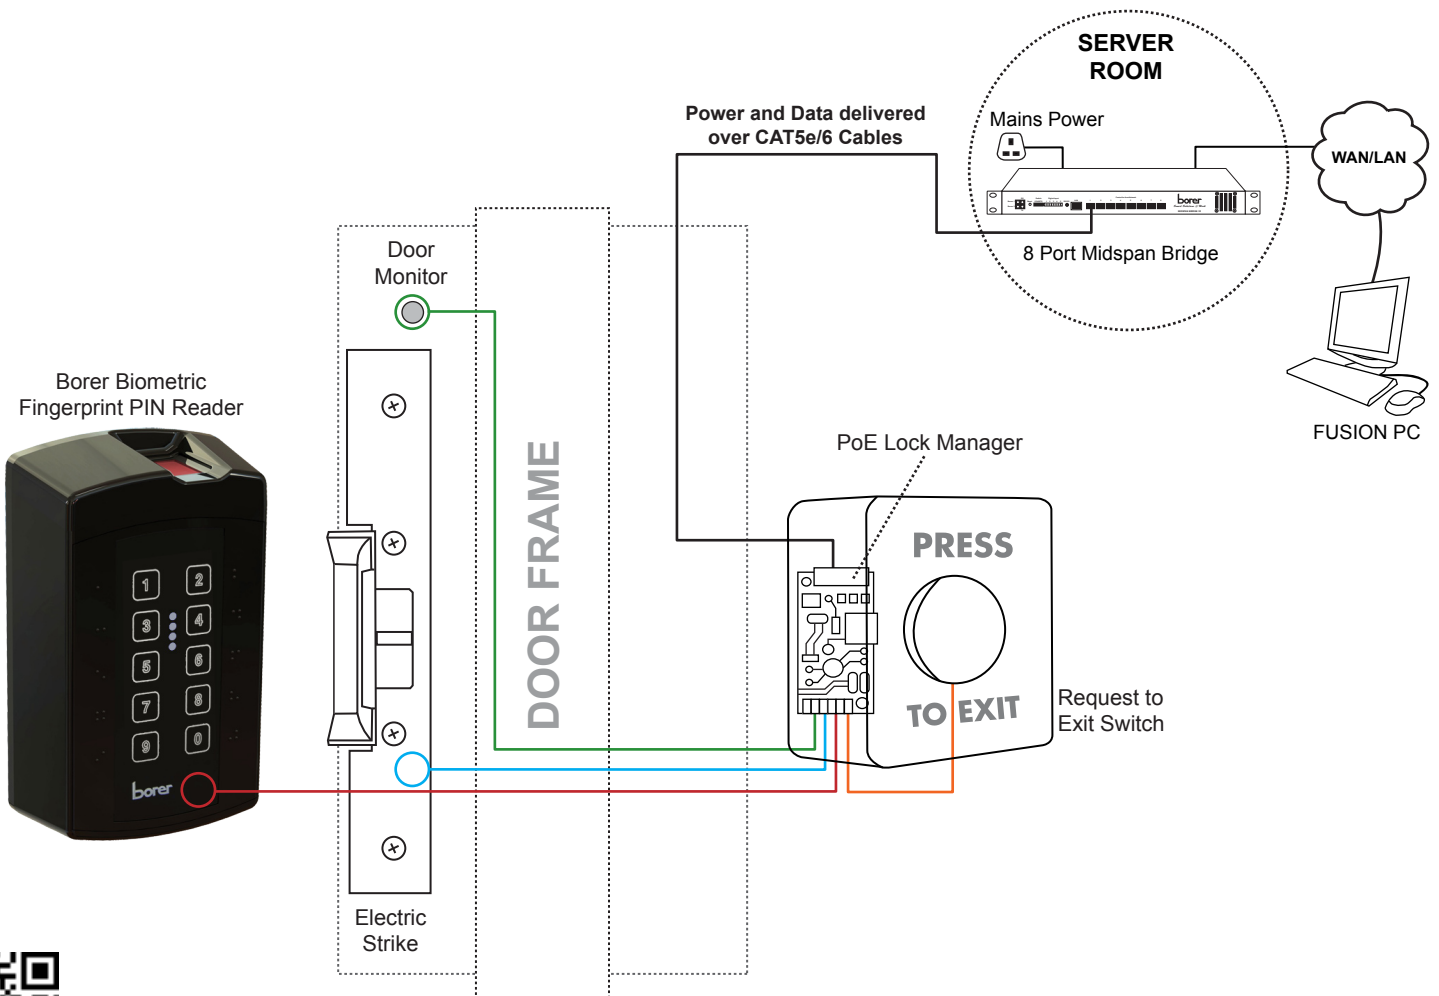 SERVER
ROOM
Power and Data delivered
over CAT5e/6 Cables
Mains Power
WAN/LAN
borer
8 Port Midspan Bridge
FUSION PC
Door
Monitor
Borer Biometric
Fingerprint PIN Reader
1
2
3
4
5
6
7
8
9
0
borer
DOOR FRAME
PoE Lock Manager
PRESS
TO EXIT
Request to
Exit Switch
Electric
Strike